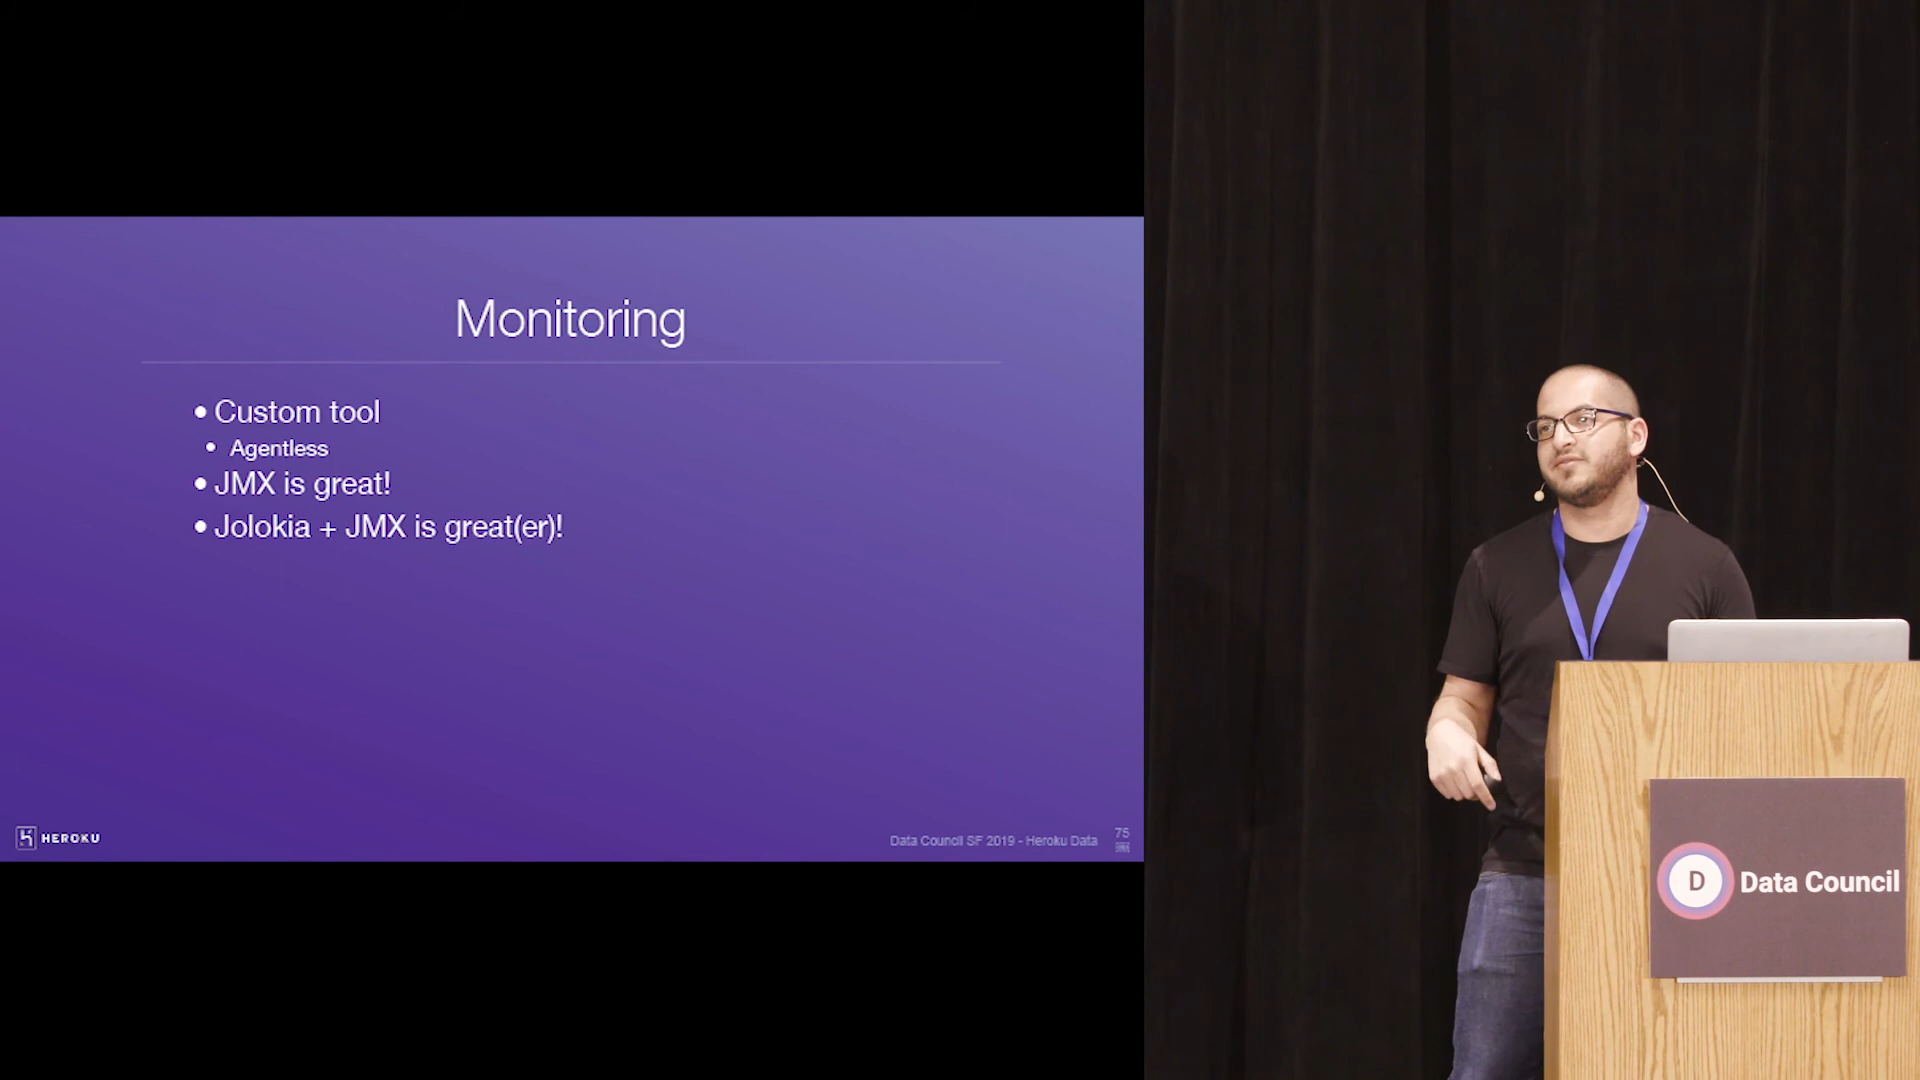 Monitoring
• Custom tool
• Agentless
• JMX is great!
• Jolokia + JMX is great(er)!
HEROKU
Data Council SF 2019 - Heroku Data
75
D Data Council